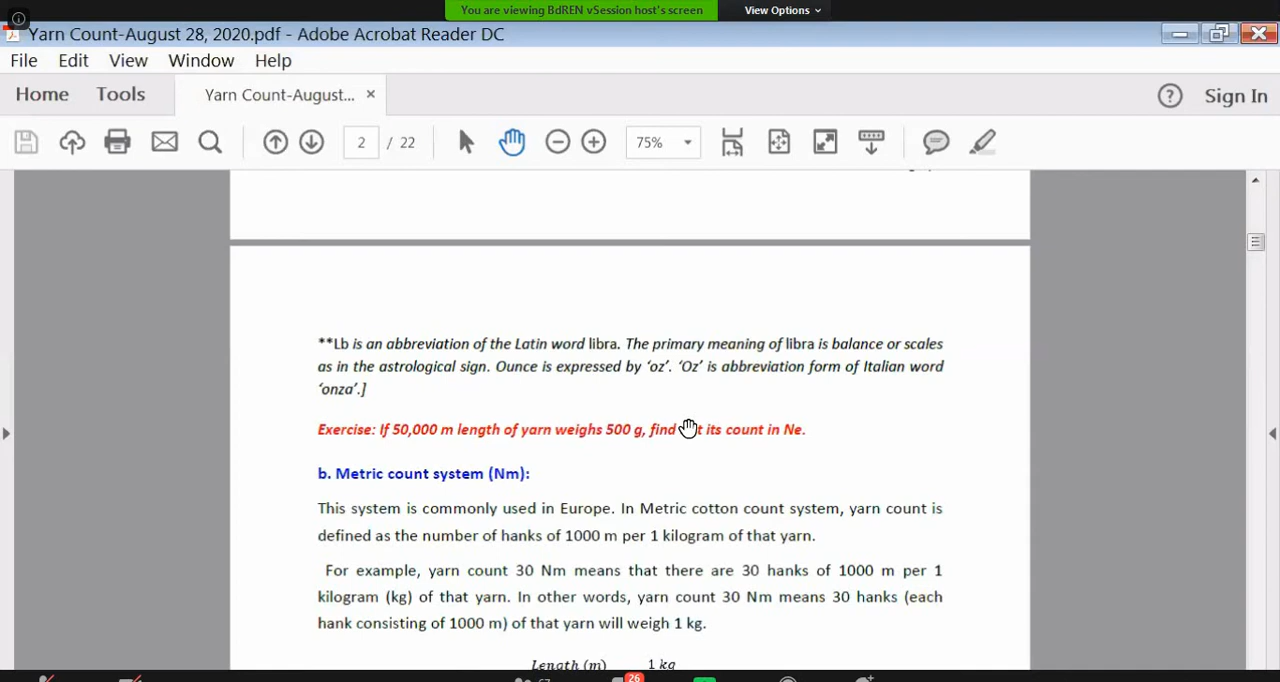 You are viewing BdREN vSession host's screen
View Options
Yarn Count-August 28, 2020.pdf - Adobe Acrobat Reader DC
File Edit View Window Help
Home Tools Yarn Count-August... × Sign In
2 / 22 75%
**Lb is an abbreviation of the Latin word libra. The primary meaning of libra is balance or scales
as in the astrological sign. Ounce is expressed by ‘oz’. ‘Oz’ is abbreviation form of Italian word
‘onza’.]
Exercise: If 50,000 m length of yarn weighs 500 g, find its count in Ne.
b. Metric count system (Nm):
This system is commonly used in Europe. In Metric cotton count system, yarn count is
defined as the number of hanks of 1000 m per 1 kilogram of that yarn.
For example, yarn count 30 Nm means that there are 30 hanks of 1000 m per 1
kilogram (kg) of that yarn. In other words, yarn count 30 Nm means 30 hanks (each
hank consisting of 1000 m) of that yarn will weigh 1 kg.
Length (m) 1 kg
26